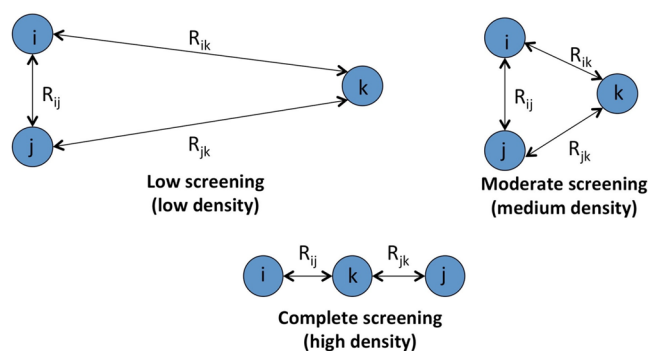 i
R_ik
R_ij
k
j
R_jk
Low screening
(low density)
i
R_ik
R_ij
k
j
R_jk
Moderate screening
(medium density)
R_ij
R_jk
i
k
j
Complete screening
(high density)